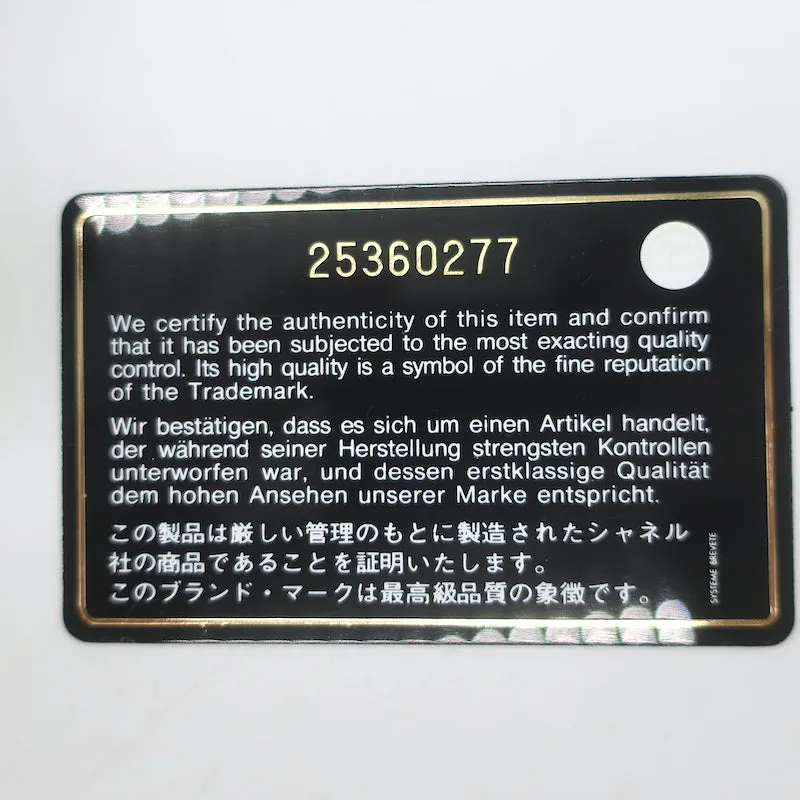 25360277
We certify the authenticity of this item and confirm
that it has been subjected to the most exacting quality
control. Its high quality is a symbol of the fine reputation
of the Trademark.
Wir bestätigen, dass es sich um einen Artikel handelt,
der während seiner Herstellung strengsten Kontrollen
unterworfen war, und dessen erstklassige Qualität
dem hohen Ansehen unserer Marke entspricht.
この製品は厳しい管理のもとに製造されたシャネル
社の商品であることを証明いたします。
このブランド・マークは最高級品質の象徴です。
SYSTEME BREVETE